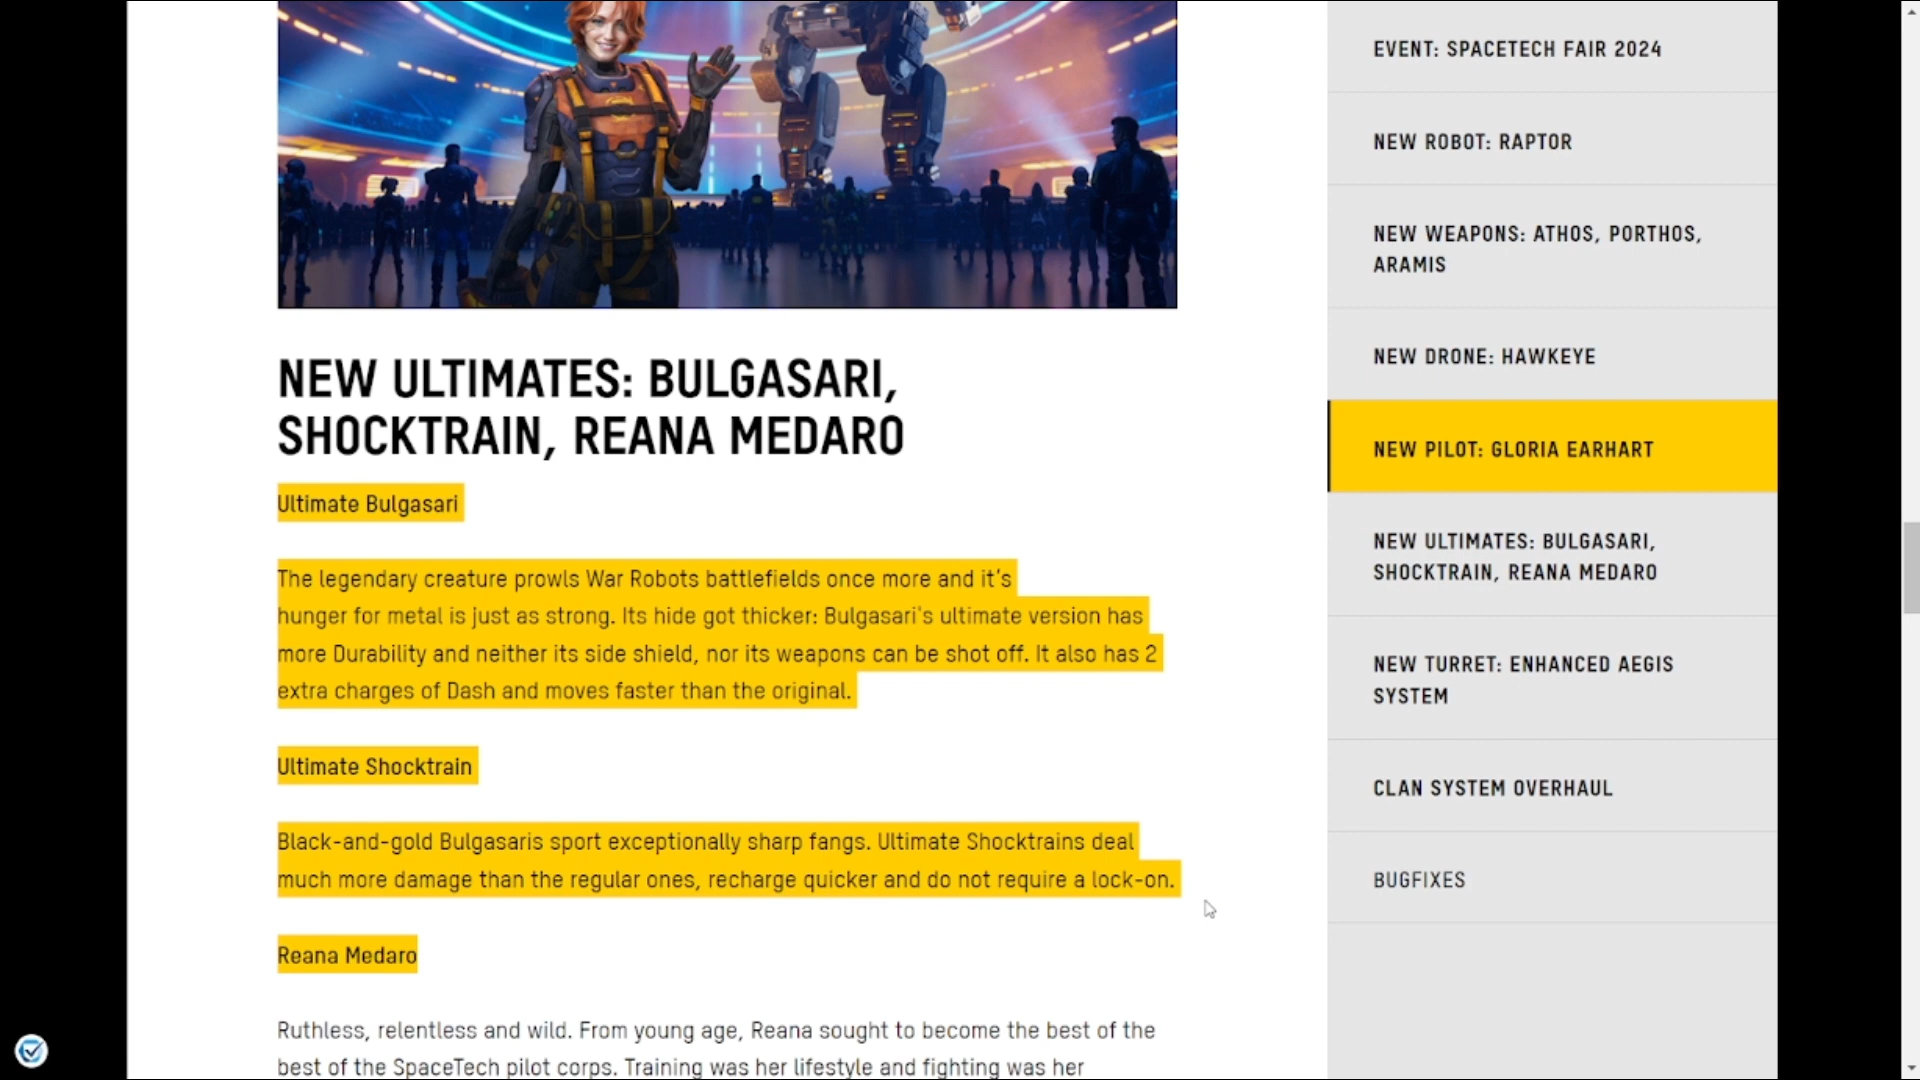 NEW ULTIMATES: BULGASARI,
SHOCKTRAIN, REANA MEDARO
Ultimate Bulgasari
The legendary creature prowls War Robots battlefields once more and it's
hunger for metal is just as strong. Its hide got thicker: Bulgasari's ultimate version has
more Durability and neither its side shield, nor its weapons can be shot off. It also has 2
extra charges of Dash and moves faster than the original.
Ultimate Shocktrain
Black-and-gold Bulgasaris sport exceptionally sharp fangs. Ultimate Shocktrains deal
much more damage than the regular ones, recharge quicker and do not require a lock-on.
Reana Medaro
Ruthless, relentless and wild. From young age, Reana sought to become the best of the
best of the SpaceTech pilot corps. Training was her lifestyle and fighting was her
EVENT: SPACETECH FAIR 2024
NEW ROBOT: RAPTOR
NEW WEAPONS: ATHOS, PORTHOS,
ARAMIS
NEW DRONE: HAWKEYE
NEW PILOT: GLORIA EARHART
NEW ULTIMATES: BULGASARI,
SHOCKTRAIN, REANA MEDARO
NEW TURRET: ENHANCED AEGIS
SYSTEM
CLAN SYSTEM OVERHAUL
BUGFIXES